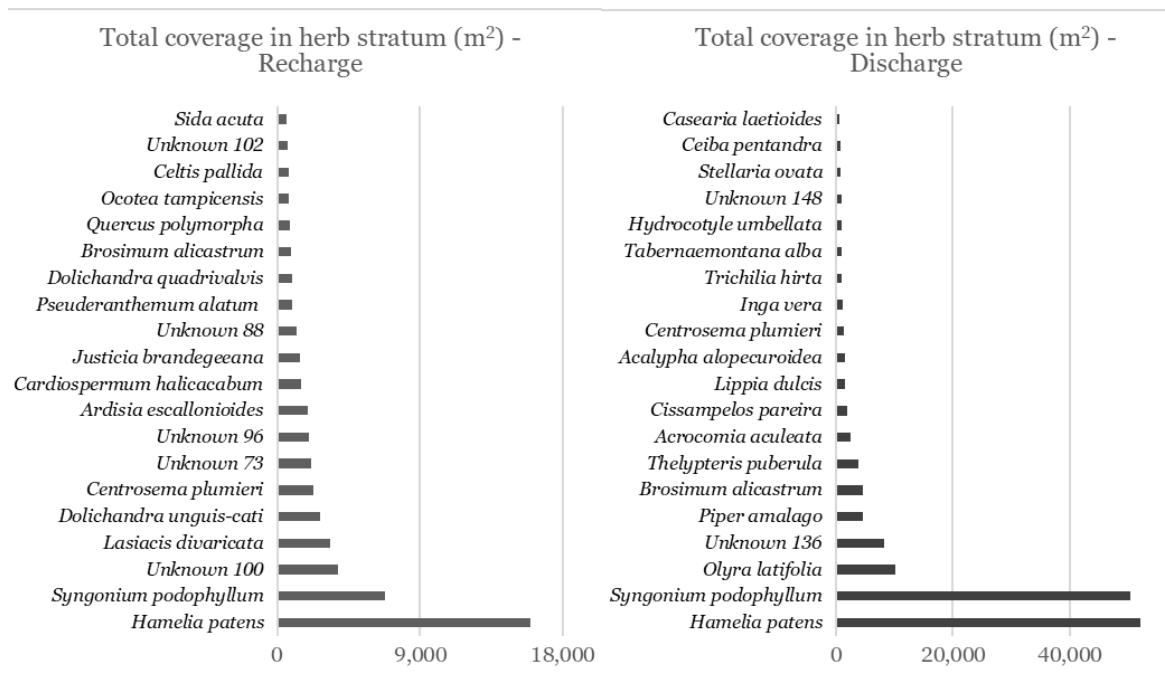 Total coverage in herb stratum (m²) -
Recharge
Sida acuta
Unknown 102
Celtis pallida
Ocotea tampicensis
Quercus polymorpha
Brosimum alicastrum
Dolichandra quadrivalvis
Pseuderanthemum alatum
Unknown 88
Justicia brandegeeana
Cardiospermum halicacabum
Ardisia escallonioides
Unknown 96
Unknown 73
Centrosema plumieri
Dolichandra unguis-cati
Lasiacis divaricata
Unknown 100
Syngonium podophyllum
Hamelia patens
0 9,000 18,000
Total coverage in herb stratum (m²) -
Discharge
Casearia laetioides
Ceiba pentandra
Stellaria ovata
Unknown 148
Hydrocotyle umbellata
Tabernaemontana alba
Trichilia hirta
Inga vera
Centrosema plumieri
Acalypha alopecuroidea
Lippia dulcis
Cissampelos pareira
Acrocomia aculeata
Thelypteris puberula
Brosimum alicastrum
Piper amalago
Unknown 136
Olyra latifolia
Syngonium podophyllum
Hamelia patens
0 20,000 40,000